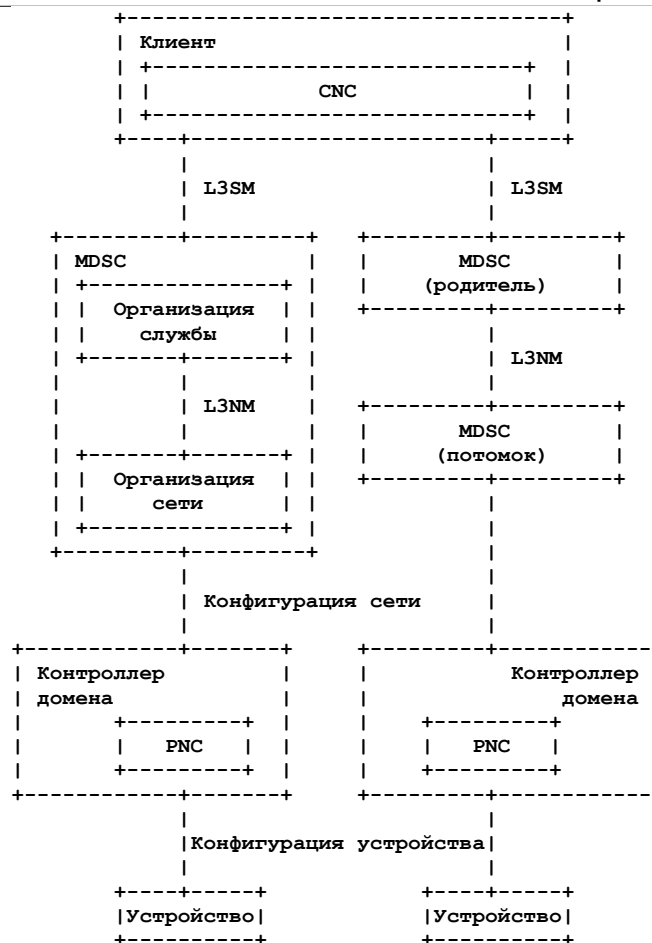 Клиент
CNC
L3SM L3SM
MDSC MDSC
(родитель)
Организация
службы
L3NM
L3NM
MDSC
(потомок)
Организация
сети
Конфигурация сети
Контроллер Контроллер
домена домена
PNC PNC
Конфигурация устройства
Устройство Устройство